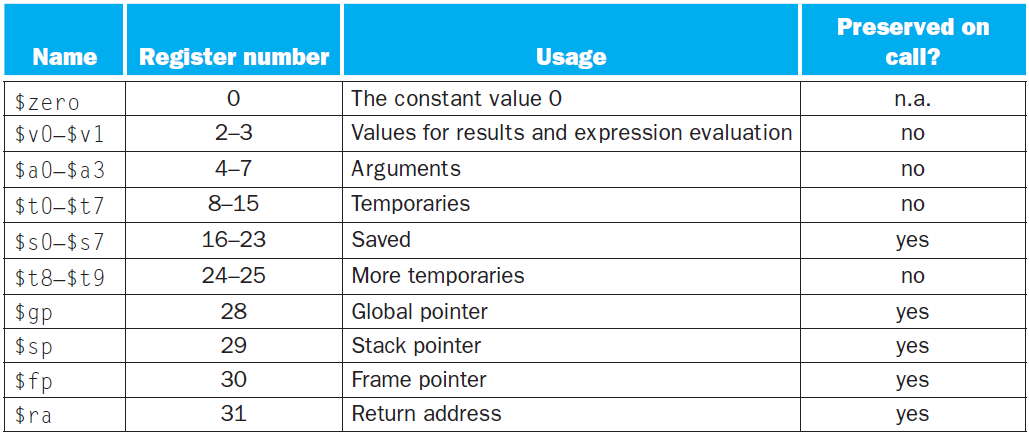 Name Register number Usage Preserved on call?
$zero 0 The constant value 0 n.a.
$v0–$v1 2–3 Values for results and expression evaluation no
$a0–$a3 4–7 Arguments no
$t0–$t7 8–15 Temporaries no
$s0–$s7 16–23 Saved yes
$t8–$t9 24–25 More temporaries no
$gp 28 Global pointer yes
$sp 29 Stack pointer yes
$fp 30 Frame pointer yes
$ra 31 Return address yes